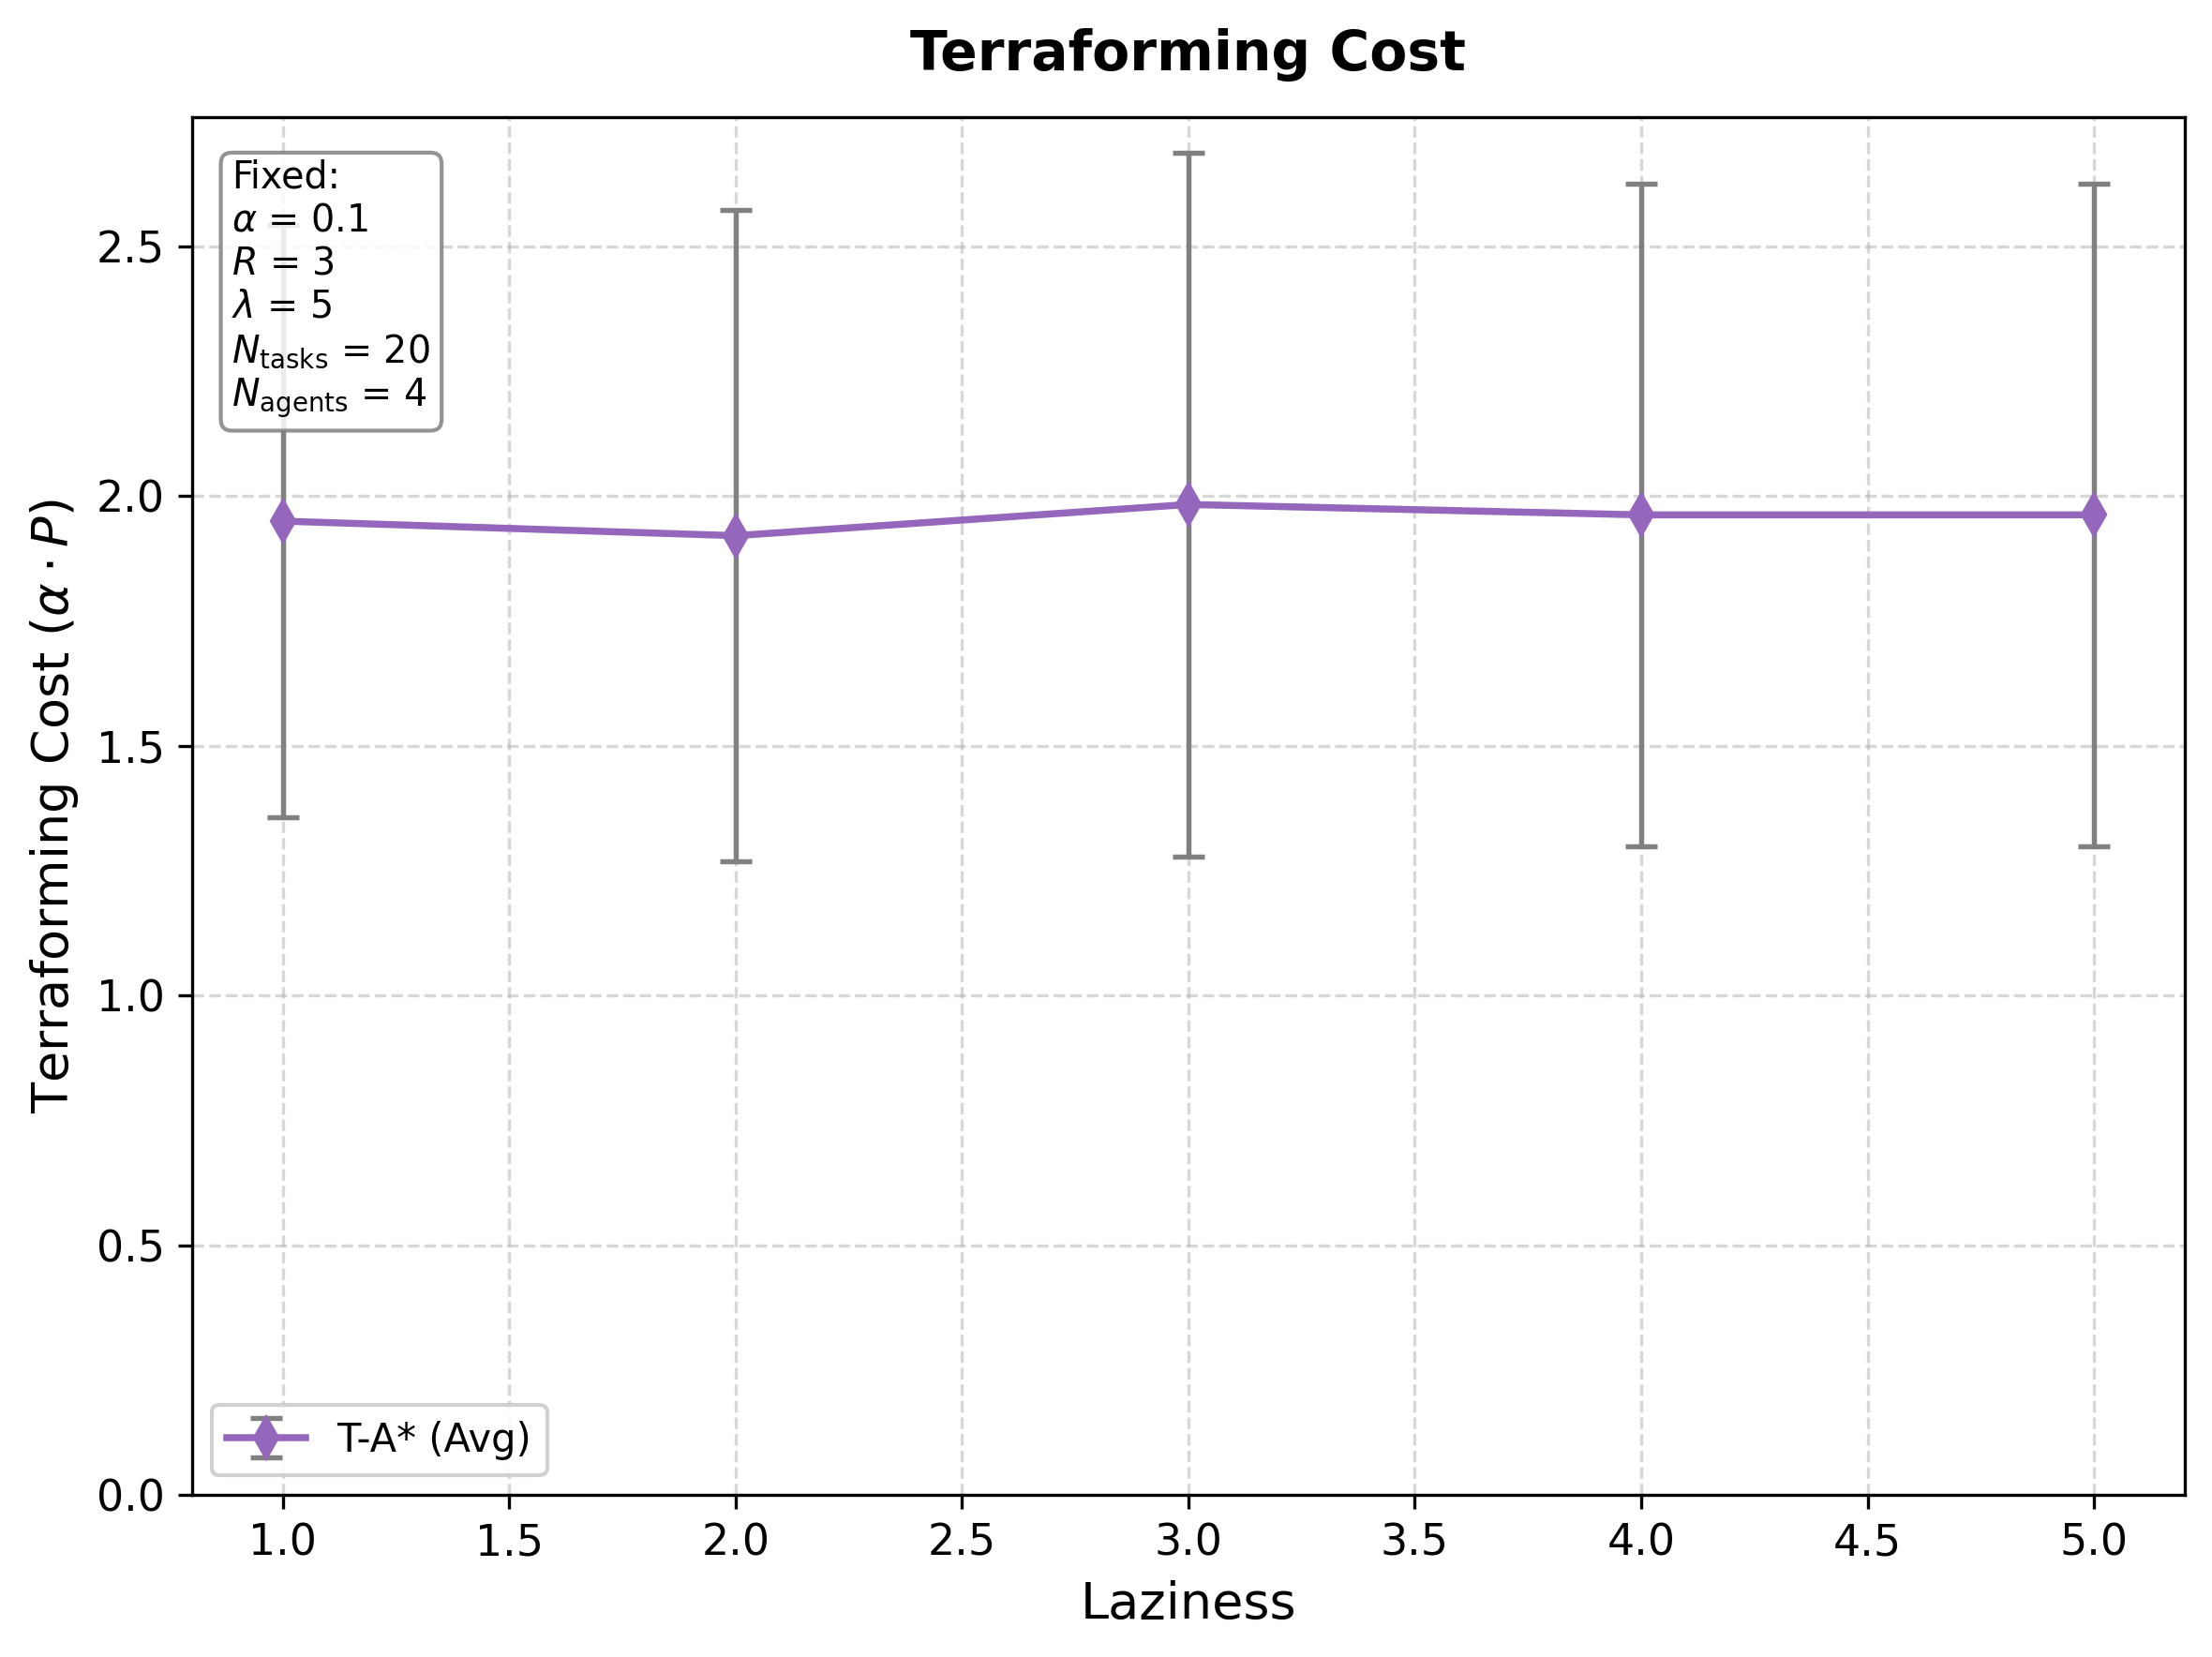 Terraforming Cost
Fixed:
α = 0.1
R = 3
λ = 5
N_tasks = 20
N_agents = 4
Terraforming Cost (α · P)
2.5
2.0
1.5
1.0
0.5
0.0
T-A* (Avg)
1.0 1.5 2.0 2.5 3.0 3.5 4.0 4.5 5.0
Laziness